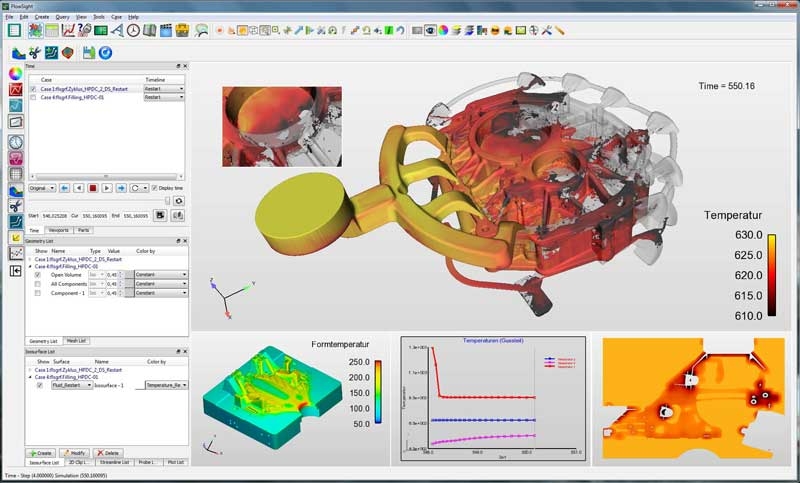 FlowSight
File Edit Create Query View Tools Case Simulation Help
Time
Case Timeline
Case 1:flsgrf.Zyklus_HPDC_2_DS_Restart Restart
Case 4:flsgrf.Filling_HPDC-01 Restart
Original Display time
Start 546,025208 Cur 550,160095 End 550,160095
Time Viewports Parts
Geometry List
Show Name Type Value Color by
Case 1:flsgrf.Zyklus_HPDC_2_DS_Restart
Case 4:flsgrf.Filling_HPDC-01
Open Volume Iso 0,45 Constant
All Components Iso 0,45 Constant
Component - 1 Iso 0,45 Constant
Geometry List Mesh List
Isosurface List
Show Surface Name Color by
Case 1:flsgrf.Zyklus_HPDC_2_DS_Restart
Case 4:flsgrf.Filling_HPDC-01
Fluid_Restart Isosurface - 1 Temperature_Re
Create Modify Delete
Isosurface List 2D Clip L... Streamline List Probe L... Plot List
Time - Step (4.000000) Simulation (550.160095)
Time = 550.16
Temperatur
630.0
625.0
620.0
615.0
610.0
z
Y
X
Formtemperatur
250.0
200.0
150.0
100.0
50.0
Temperaturen (Gussteil)
Temperatur
Zeit